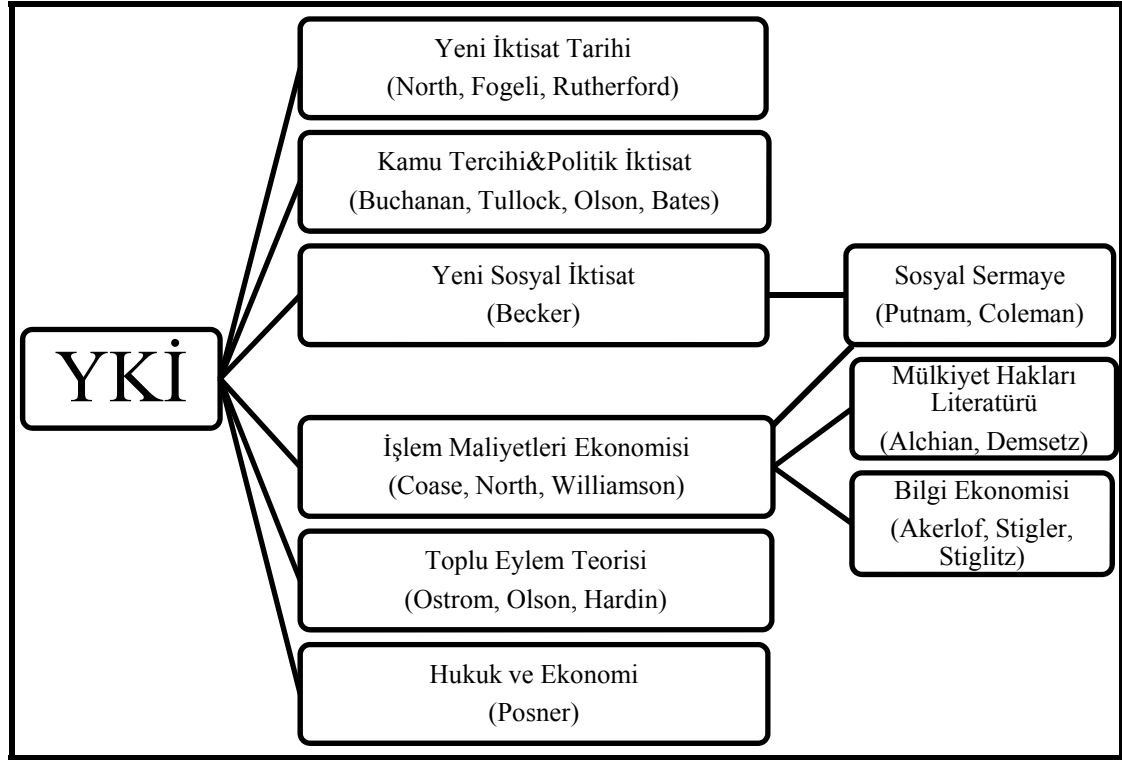 YKİ
Yeni İktisat Tarihi
(North, Fogeli, Rutherford)
Kamu Tercihi&Politik İktisat
(Buchanan, Tullock, Olson, Bates)
Yeni Sosyal İktisat
(Becker)
İşlem Maliyetleri Ekonomisi
(Coase, North, Williamson)
Toplu Eylem Teorisi
(Ostrom, Olson, Hardin)
Hukuk ve Ekonomi
(Posner)
Sosyal Sermaye
(Putnam, Coleman)
Mülkiyet Hakları
Literatürü
(Alchian, Demsetz)
Bilgi Ekonomisi
(Akerlof, Stigler,
Stiglitz)